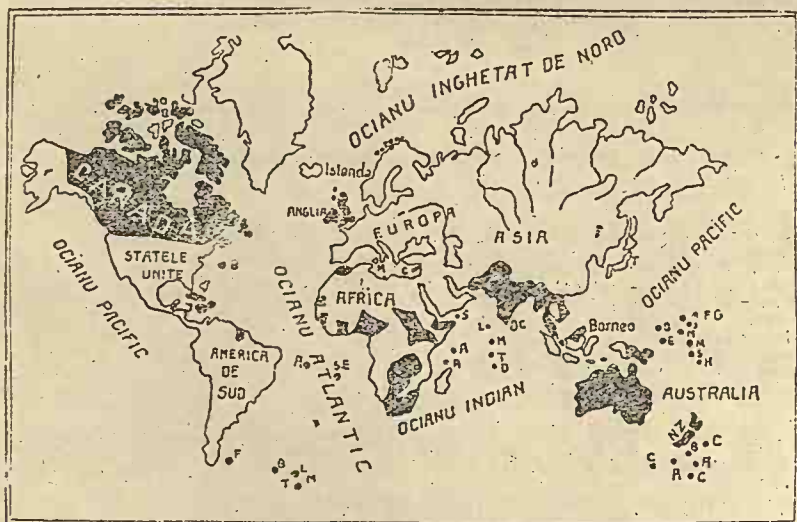 OCIANU INGHETAT DE NORD
CANADA
Islanda
ANGLIA
EUROPA
ASIA
OCIANU PACIFIC
STATELE
UNITE
B
OCIANU PACIFIC
OCIANU
ATLANTIC
M
C
AFRICA
S
L
C
M
T
D
A
A
Borneo
A F G
G
E
M
M
S
H
AMERICA
DE
SUD
A
S E
OCIANU INDIAN
AUSTRALIA
NZ
C
B
A
C
A
C
F
G
L
M
T